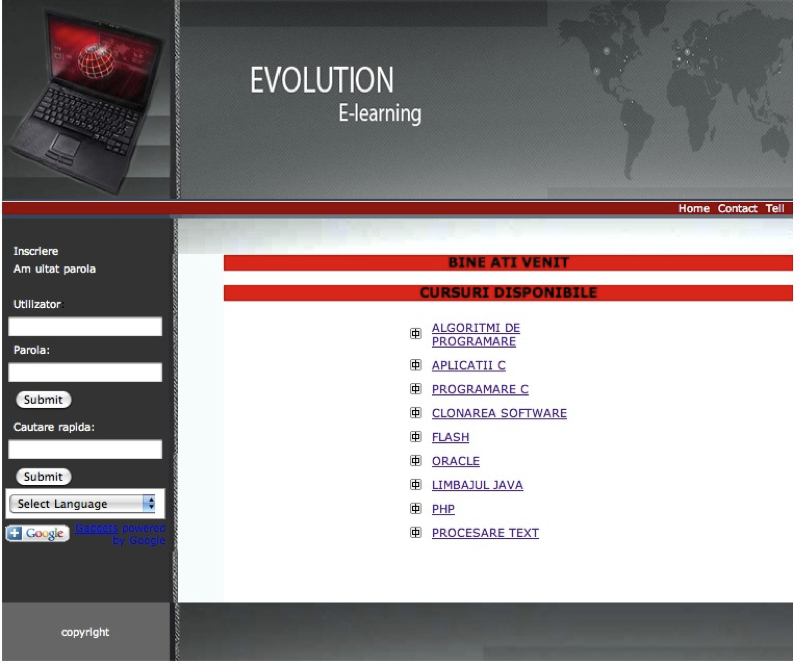 EVOLUTION
E-learning
Home Contact Tell
Inscriere
Am uitat parola
Utilizator
Parola:
Submit
Cautare rapida:
Submit
Select Language
Google Gadgets powered
by Google
BINE ATI VENIT
CURSURI DISPONIBILE
ALGORITMI DE
PROGRAMARE
APLICATII C
PROGRAMARE C
CLONAREA SOFTWARE
FLASH
ORACLE
LIMBAJUL JAVA
PHP
PROCESARE TEXT
copyright